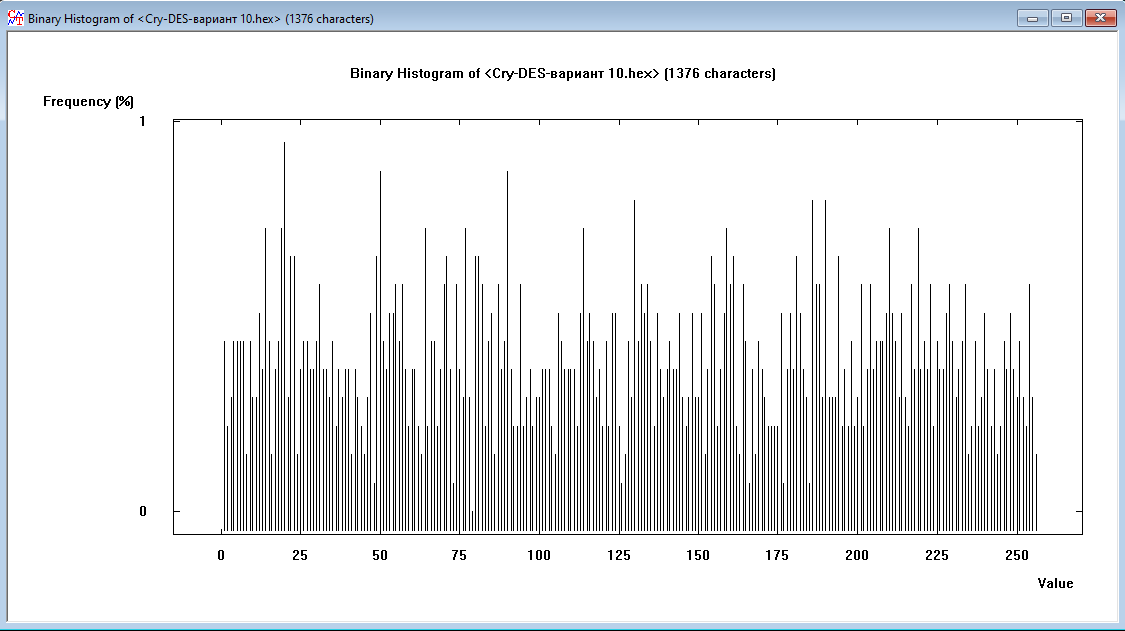 Binary Histogram of <Cry-DES-вариант 10.hex> (1376 characters)
Binary Histogram of <Cry-DES-вариант 10.hex> (1376 characters)
Frequency (%)
1
0
0 25 50 75 100 125 150 175 200 225 250
Value